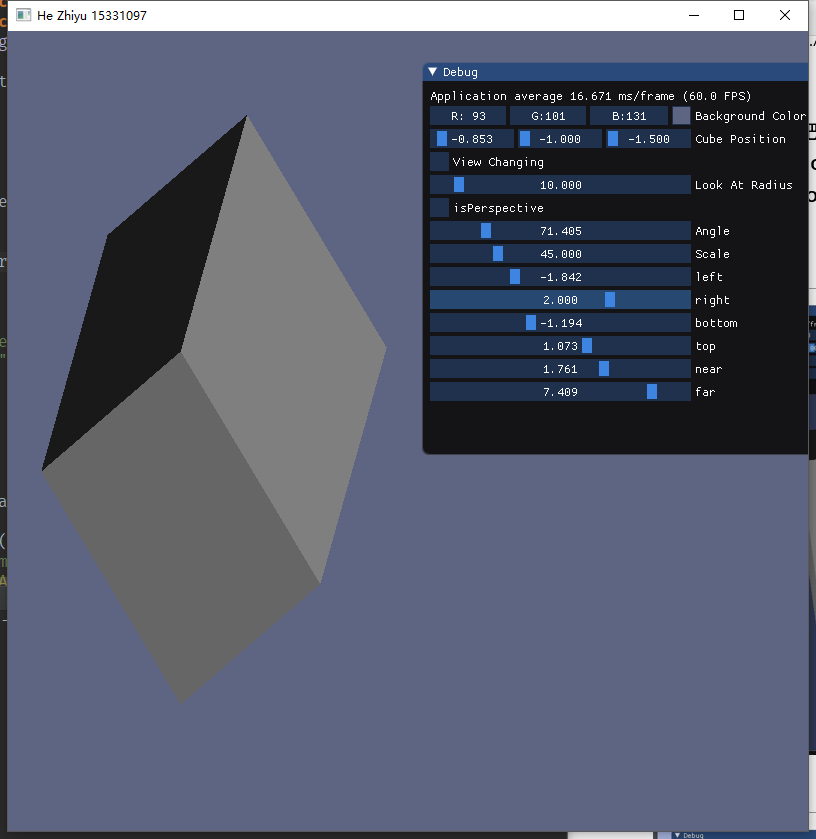 He Zhiyu 15331097
Debug
Application average 16.671 ms/frame (60.0 FPS)
R: 93 G:101 B:131 Background Color
-0.853 -1.000 -1.500 Cube Position
View Changing
10.000 Look At Radius
isPerspective
71.405 Angle
45.000 Scale
-1.842 left
2.000 right
-1.194 bottom
1.073 top
1.761 near
7.409 far
Debug